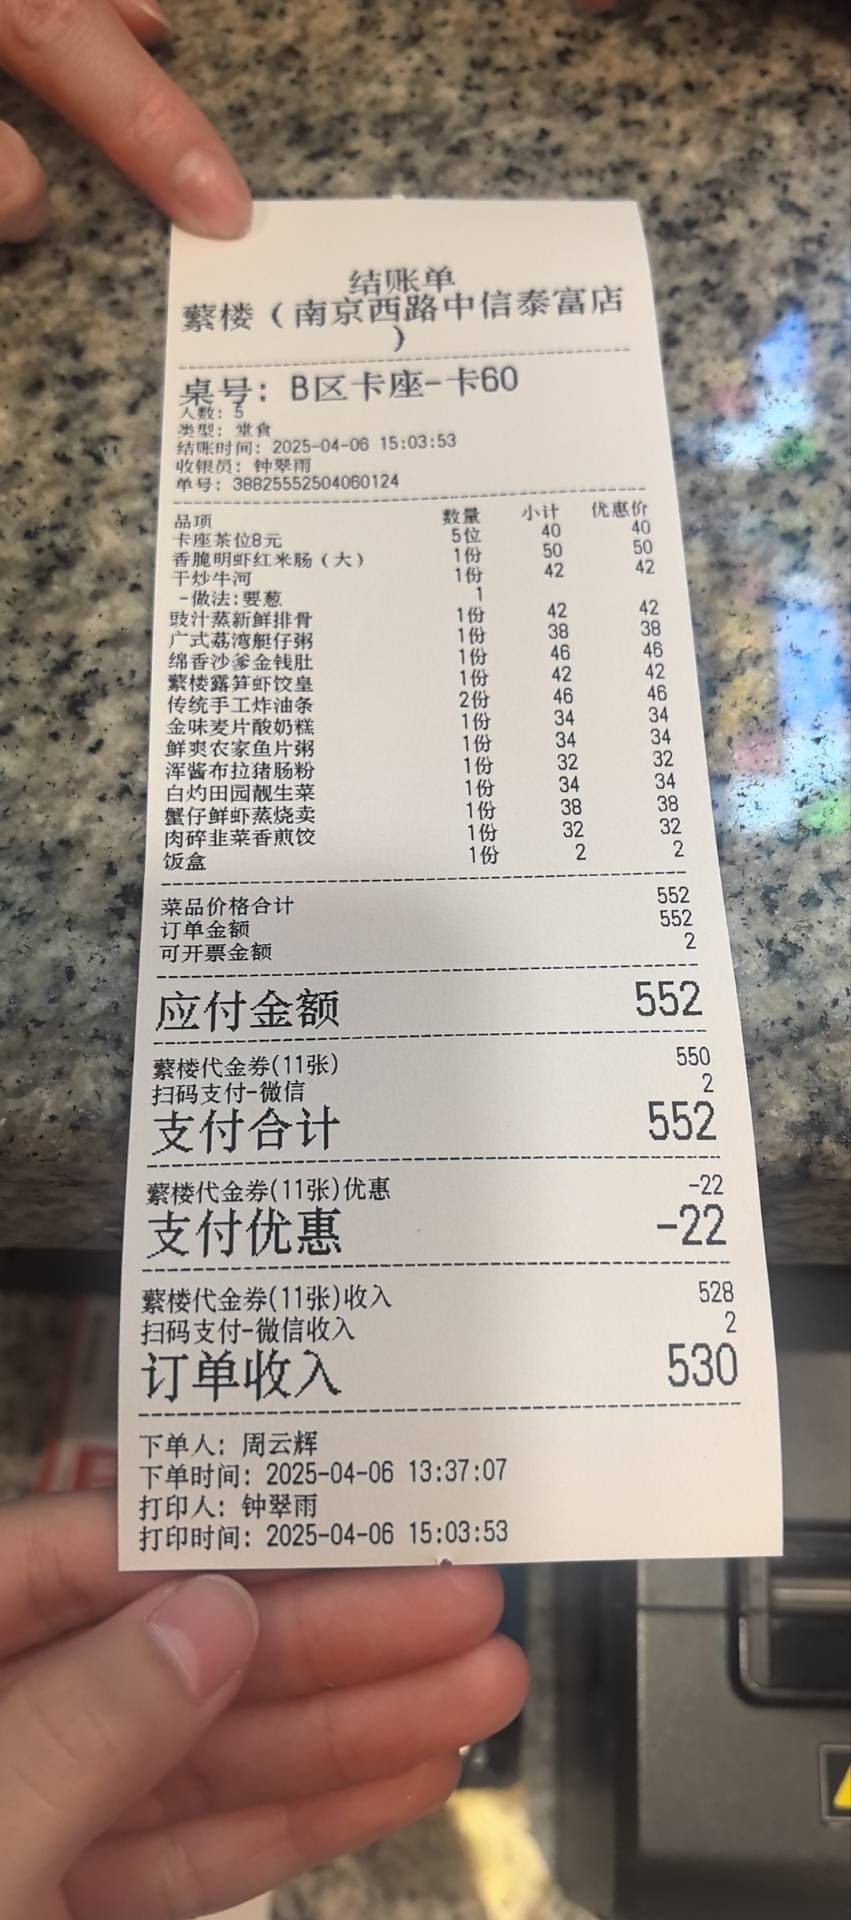 结账单
蘩楼（南京西路中信泰富店
）
桌号: B区卡座-卡60
人数: 5
类型: 堂食
结账时间: 2025-04-06 15:03:53
收银员: 钟翠雨
单号: 38825552504060124
品项 数量 小计 优惠价
卡座茶位8元 5位 40 40
香脆明虾红米肠（大） 1份 50 50
干炒牛河 1份 42 42
-做法:要葱 1
豉汁蒸新鲜排骨 1份 42 42
广式荔湾艇仔粥 1份 38 38
绵香沙爹金钱肚 1份 46 46
蘩楼露笋虾饺皇 1份 42 42
传统手工炸油条 2份 46 46
金味麦片酸奶糕 1份 34 34
鲜爽农家鱼片粥 1份 34 34
浑酱布拉猪肠粉 1份 32 32
白灼田园靓生菜 1份 34 34
蟹仔鲜虾蒸烧卖 1份 38 38
肉碎韭菜香煎饺 1份 32 32
饭盒 1份 2 2
菜品价格合计 552
订单金额 552
可开票金额 2
应付金额 552
蘩楼代金券(11张) 550
扫码支付-微信 2
支付合计 552
蘩楼代金券(11张)优惠 -22
支付优惠 -22
蘩楼代金券(11张)收入 528
扫码支付-微信收入 2
订单收入 530
下单人: 周云辉
下单时间: 2025-04-06 13:37:07
打印人: 钟翠雨
打印时间: 2025-04-06 15:03:53